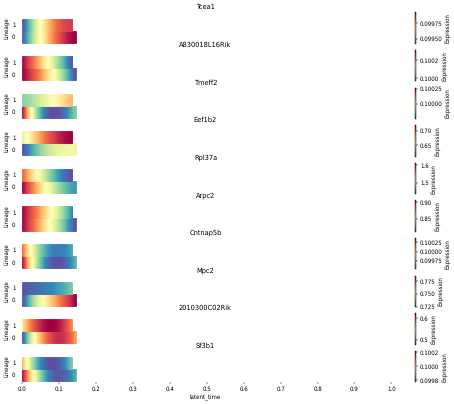 Tcea1
Lineage 1 0 0.09975 0.09950 Expression
A830018L16Rik
Lineage 1 0 0.1002 0.1000 Expression
Tmeff2
Lineage 1 0 0.10025 0.10000 Expression
Eef1b2
Lineage 1 0 0.70 0.65 Expression
Rpl37a
Lineage 1 0 1.6 1.5 Expression
Arpc2
Lineage 1 0 0.90 0.85 Expression
Cntnap5b
Lineage 1 0 0.10025 0.10000 0.09975 Expression
Mpc2
Lineage 1 0 0.775 0.750 0.725 Expression
2010300C02Rik
Lineage 1 0 0.6 0.5 Expression
Sf3b1
Lineage 1 0 0.1002 0.1000 0.0998 Expression
0.0 0.1 0.2 0.3 0.4 0.5 0.6 0.7 0.8 0.9 1.0
latent_time